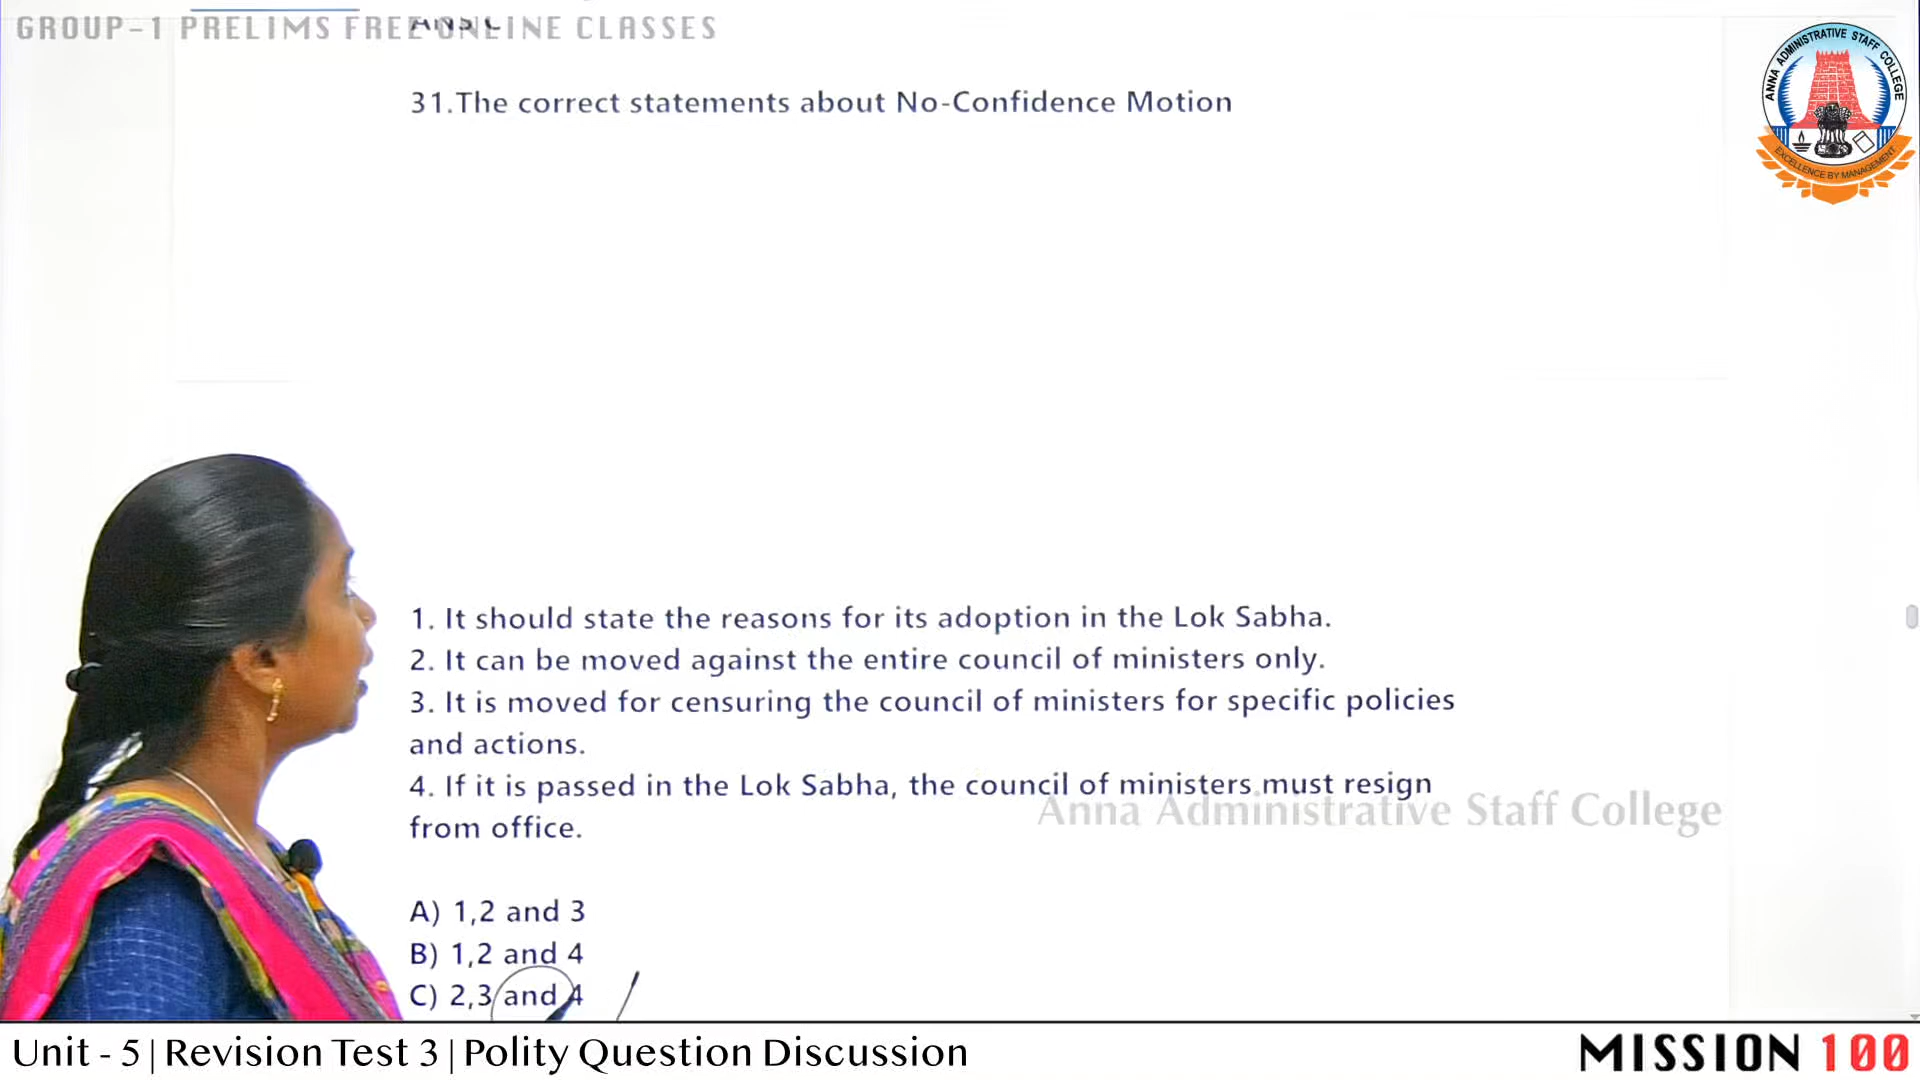 GROUP-1 PRELIMS FREE ONLINE CLASSES
ANNA ADMINISTRATIVE STAFF COLLEGE
EXCELLENCE BY MANAGEMENT
31.The correct statements about No-Confidence Motion
1. It should state the reasons for its adoption in the Lok Sabha.
2. It can be moved against the entire council of ministers only.
3. It is moved for censuring the council of ministers for specific policies
and actions.
4. If it is passed in the Lok Sabha, the council of ministers must resign
from office.
Anna Administrative Staff College
A) 1,2 and 3
B) 1,2 and 4
C) 2,3 and 4
Unit - 5|Revision Test 3|Polity Question Discussion
MISSION 100